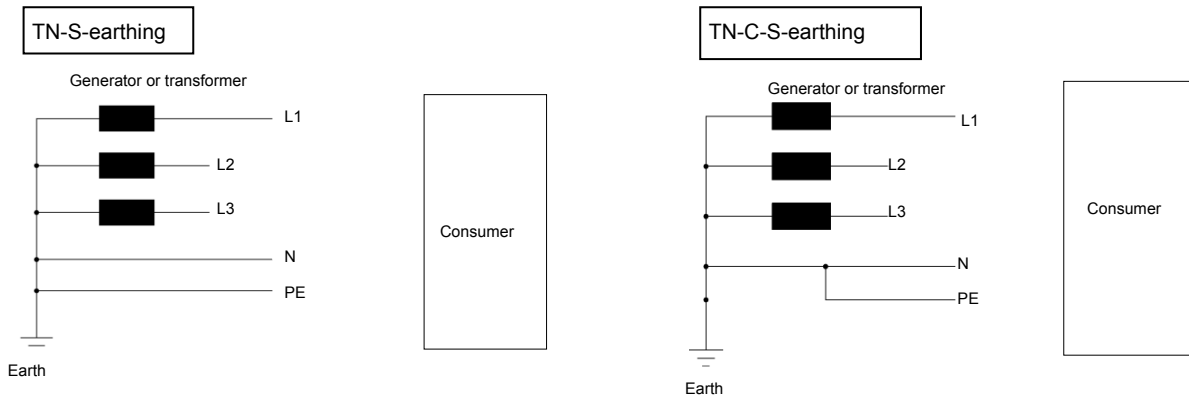 TN-S-earthing
Generator or transformer
L1
L2
L3
N
PE
Earth
Consumer
TN-C-S-earthing
Generator or transformer
L1
L2
L3
N
PE
Earth
Consumer